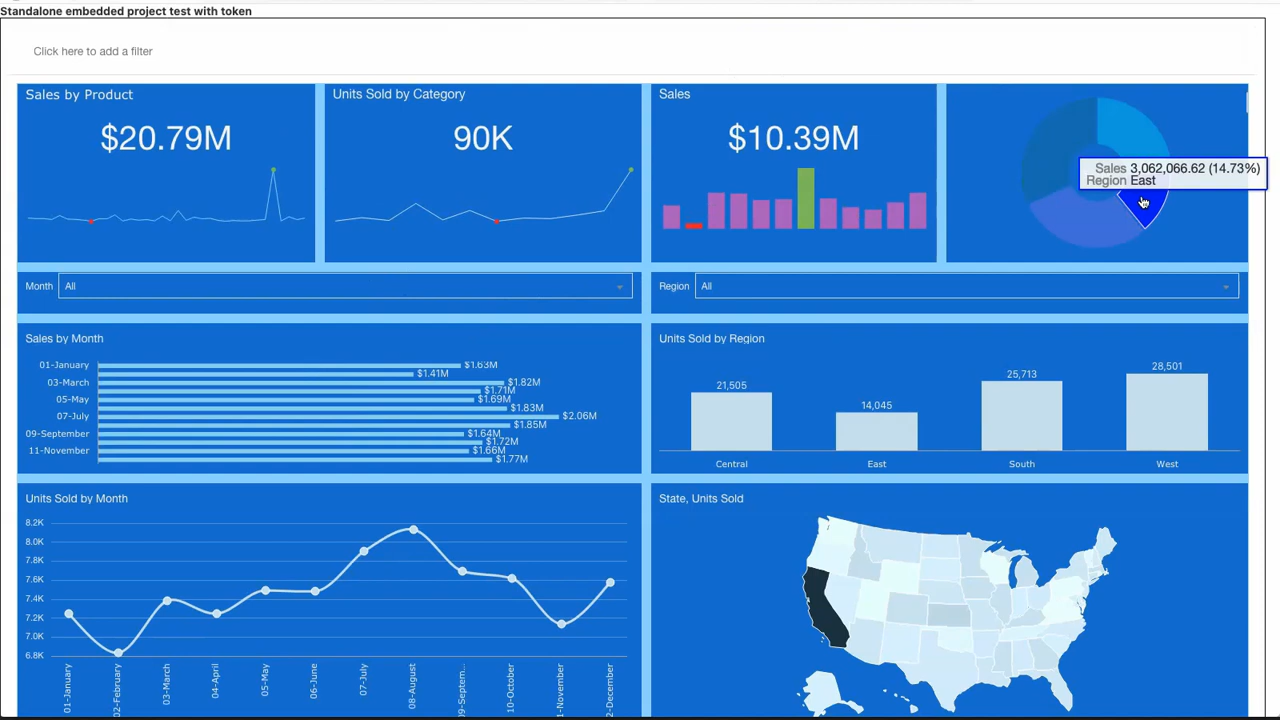 Standalone embedded project test with token
Click here to add a filter
Sales by Product
$20.79M
Units Sold by Category
90K
Sales
$10.39M
Sales 3,062,066.62 (14.73%)
Region East
Month
All
Region
All
Sales by Month
01-January
$1.63M
$1.41M
03-March
$1.82M
$1.71M
05-May
$1.69M
$1.83M
07-July
$2.06M
$1.85M
09-September
$1.64M
$1.72M
11-November
$1.66M
$1.77M
Units Sold by Region
21,505
14,045
25,713
28,501
Central
East
South
West
Units Sold by Month
8.2K
8.0K
7.8K
7.6K
7.4K
7.2K
7.0K
6.8K
01-January
02-February
03-March
04-April
05-May
06-June
07-July
08-August
9-Septem...
10-October
1-November
2-December
State, Units Sold